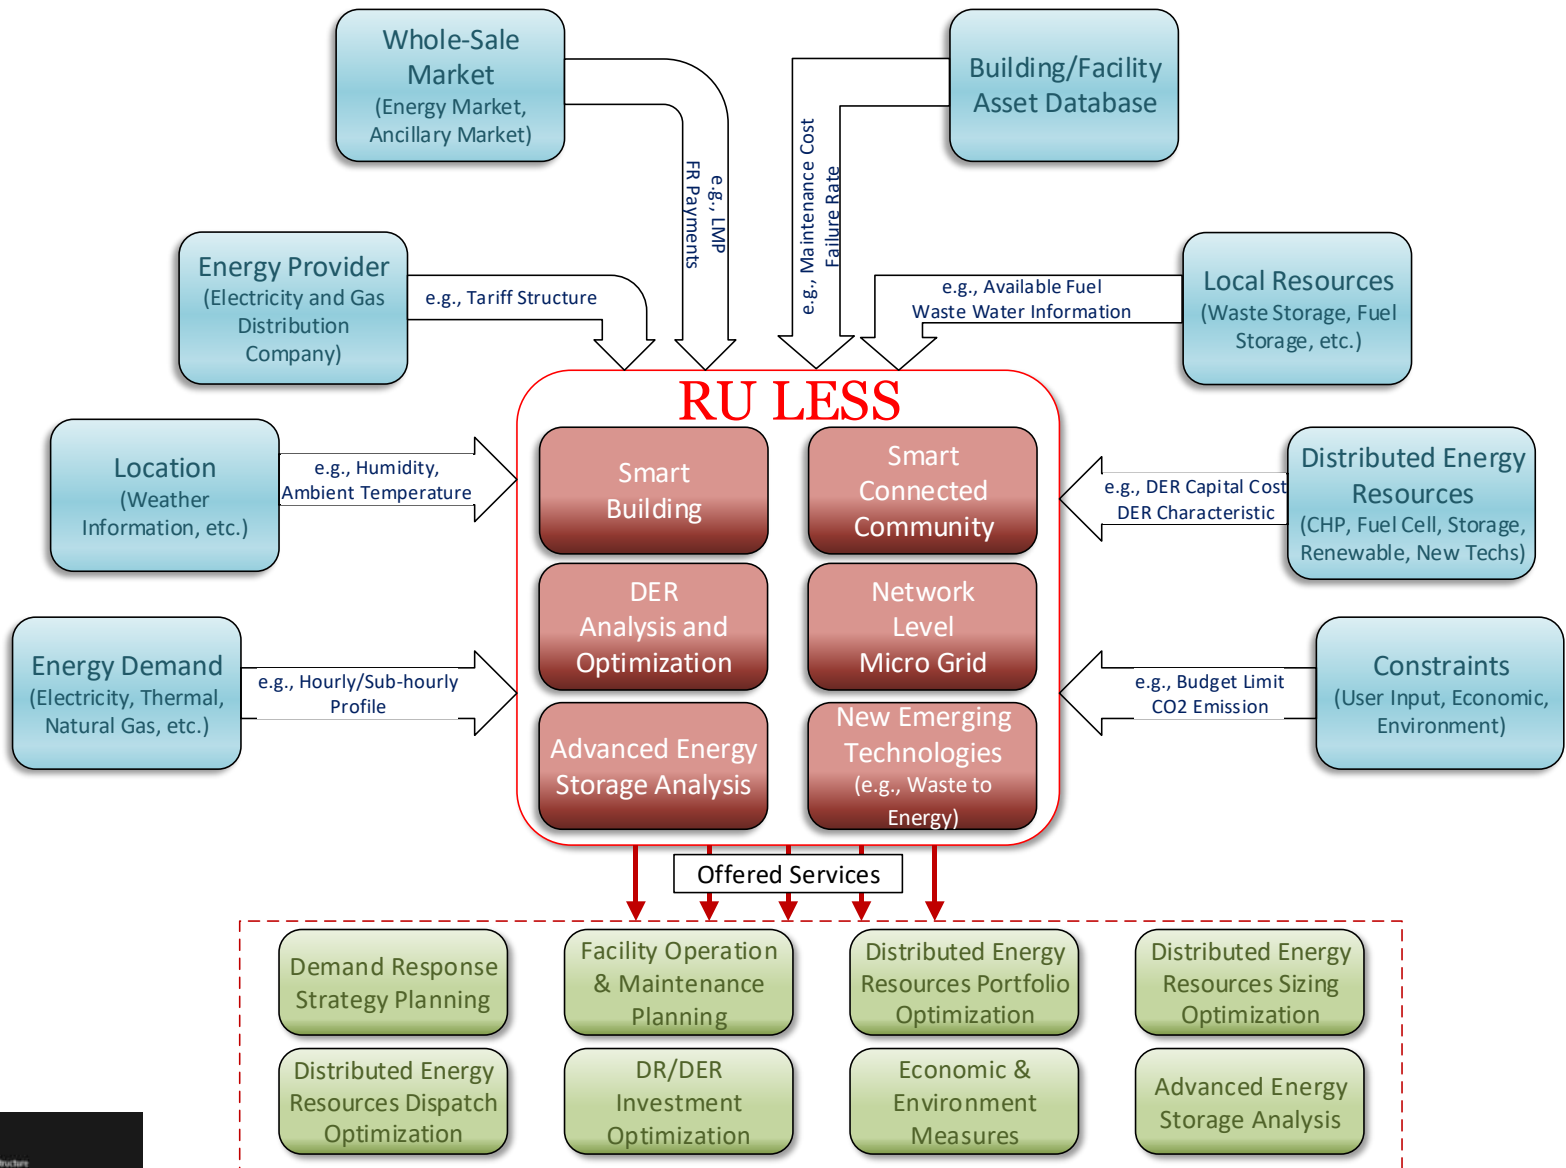 Whole-Sale
Market
(Energy Market,
Ancillary Market)
Building/Facility
Asset Database
e.g., LMP
FR Payments
e.g., Maintenance Cost
Failure Rate
Energy Provider
(Electricity and Gas
Distribution
Company)
e.g., Tariff Structure
e.g., Available Fuel
Waste Water Information
Local Resources
(Waste Storage, Fuel
Storage, etc.)
RU LESS
Location
(Weather
Information, etc.)
e.g., Humidity,
Ambient Temperature
Smart
Building
Smart
Connected
Community
e.g., DER Capital Cost
DER Characteristic
Distributed Energy
Resources
(CHP, Fuel Cell, Storage,
Renewable, New Techs)
DER
Analysis and
Optimization
Network
Level
Micro Grid
Energy Demand
(Electricity, Thermal,
Natural Gas, etc.)
e.g., Hourly/Sub-hourly
Profile
e.g., Budget Limit
CO2 Emission
Constraints
(User Input, Economic,
Environment)
Advanced Energy
Storage Analysis
New Emerging
Technologies
(e.g., Waste to
Energy)
Offered Services
Demand Response
Strategy Planning
Facility Operation
& Maintenance
Planning
Distributed Energy
Resources Portfolio
Optimization
Distributed Energy
Resources Sizing
Optimization
Distributed Energy
Resources Dispatch
Optimization
DR/DER
Investment
Optimization
Economic &
Environment
Measures
Advanced Energy
Storage Analysis